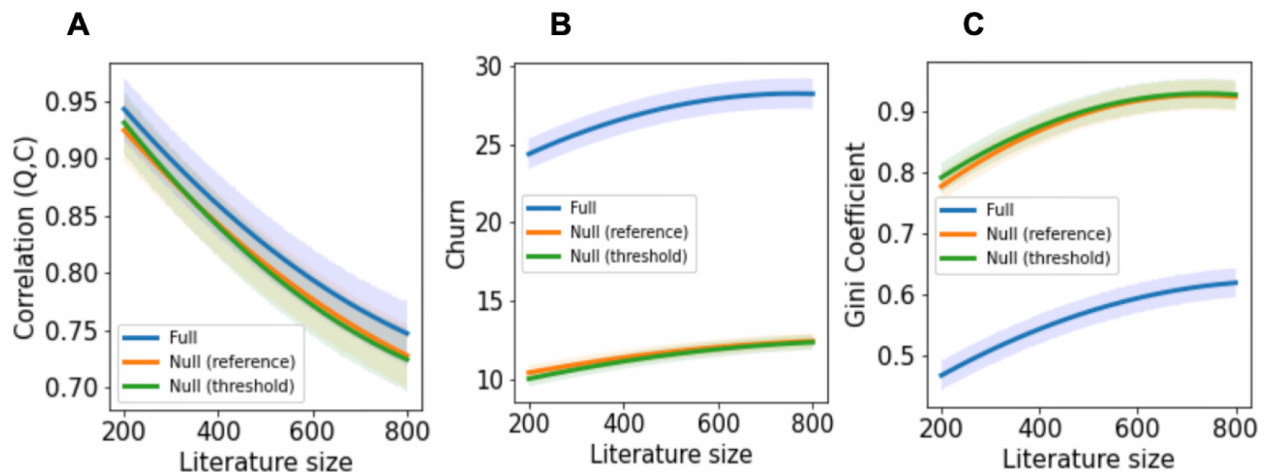 A
B
C
Correlation (Q,C)
0.95
0.90
0.85
0.80
0.75
0.70
Full
Null (reference)
Null (threshold)
200
400
600
800
Literature size
Churn
30
25
20
15
10
Full
Null (reference)
Null (threshold)
200
400
600
800
Literature size
Gini Coefficient
0.9
0.8
0.7
0.6
0.5
Full
Null (reference)
Null (threshold)
200
400
600
800
Literature size